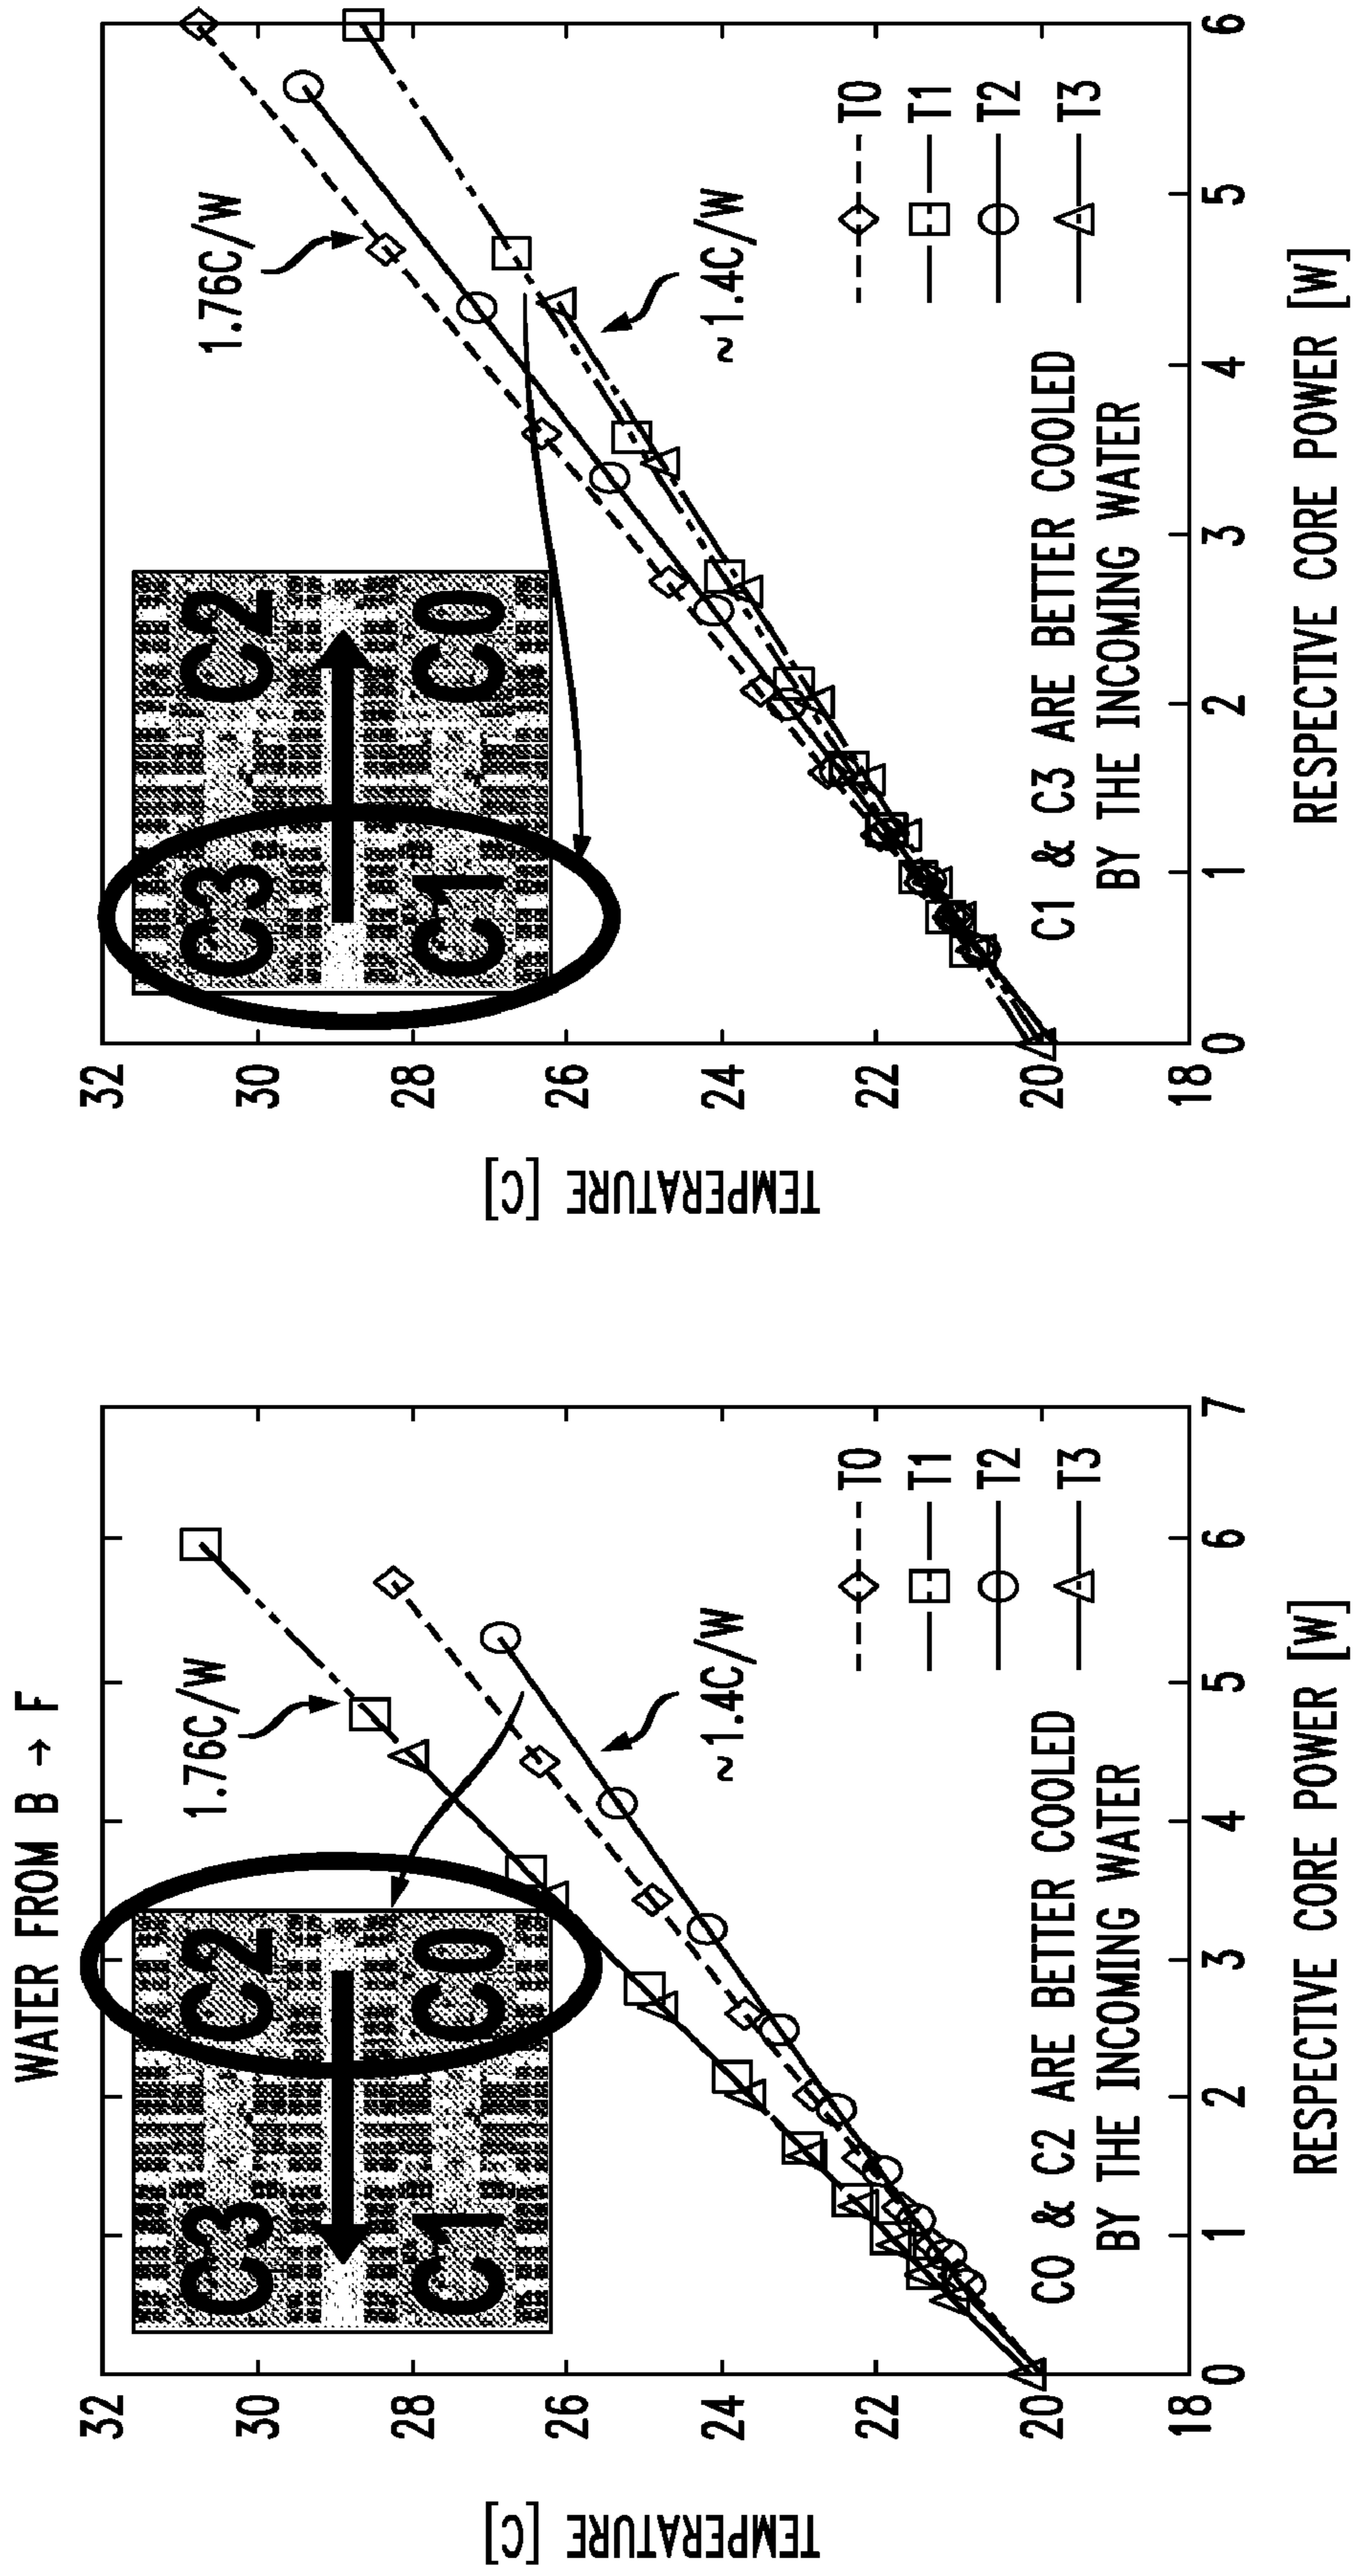 WATER FROM B → F
TEMPERATURE [C]
32
30
28
26
24
22
20
18
0
1
2
3
4
5
6
7
RESPECTIVE CORE POWER [W]
C3
C2
C1
C0
1.76C/W
~1.4C/W
T0
T1
T2
T3
C0 & C2 ARE BETTER COOLED
BY THE INCOMING WATER
TEMPERATURE [C]
32
30
28
26
24
22
20
18
0
1
2
3
4
5
6
RESPECTIVE CORE POWER [W]
C3
C2
C1
C0
1.76C/W
~1.4C/W
T0
T1
T2
T3
C1 & C3 ARE BETTER COOLED
BY THE INCOMING WATER